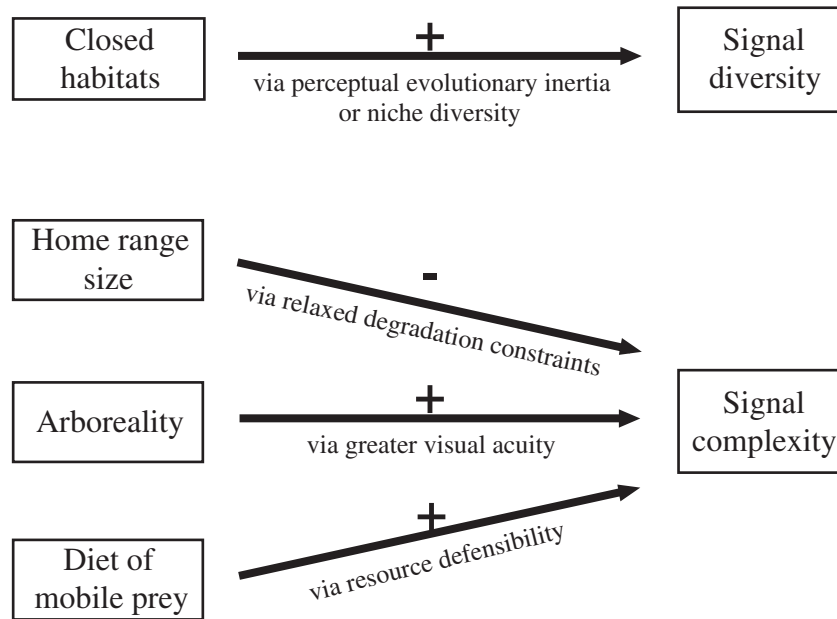 Closed
habitats
+
via perceptual evolutionary inertia
or niche diversity
Signal
diversity
Home range
size
-
via relaxed degradation constraints
Arboreality
+
via greater visual acuity
Signal
complexity
Diet of
mobile prey
+
via resource defensibility